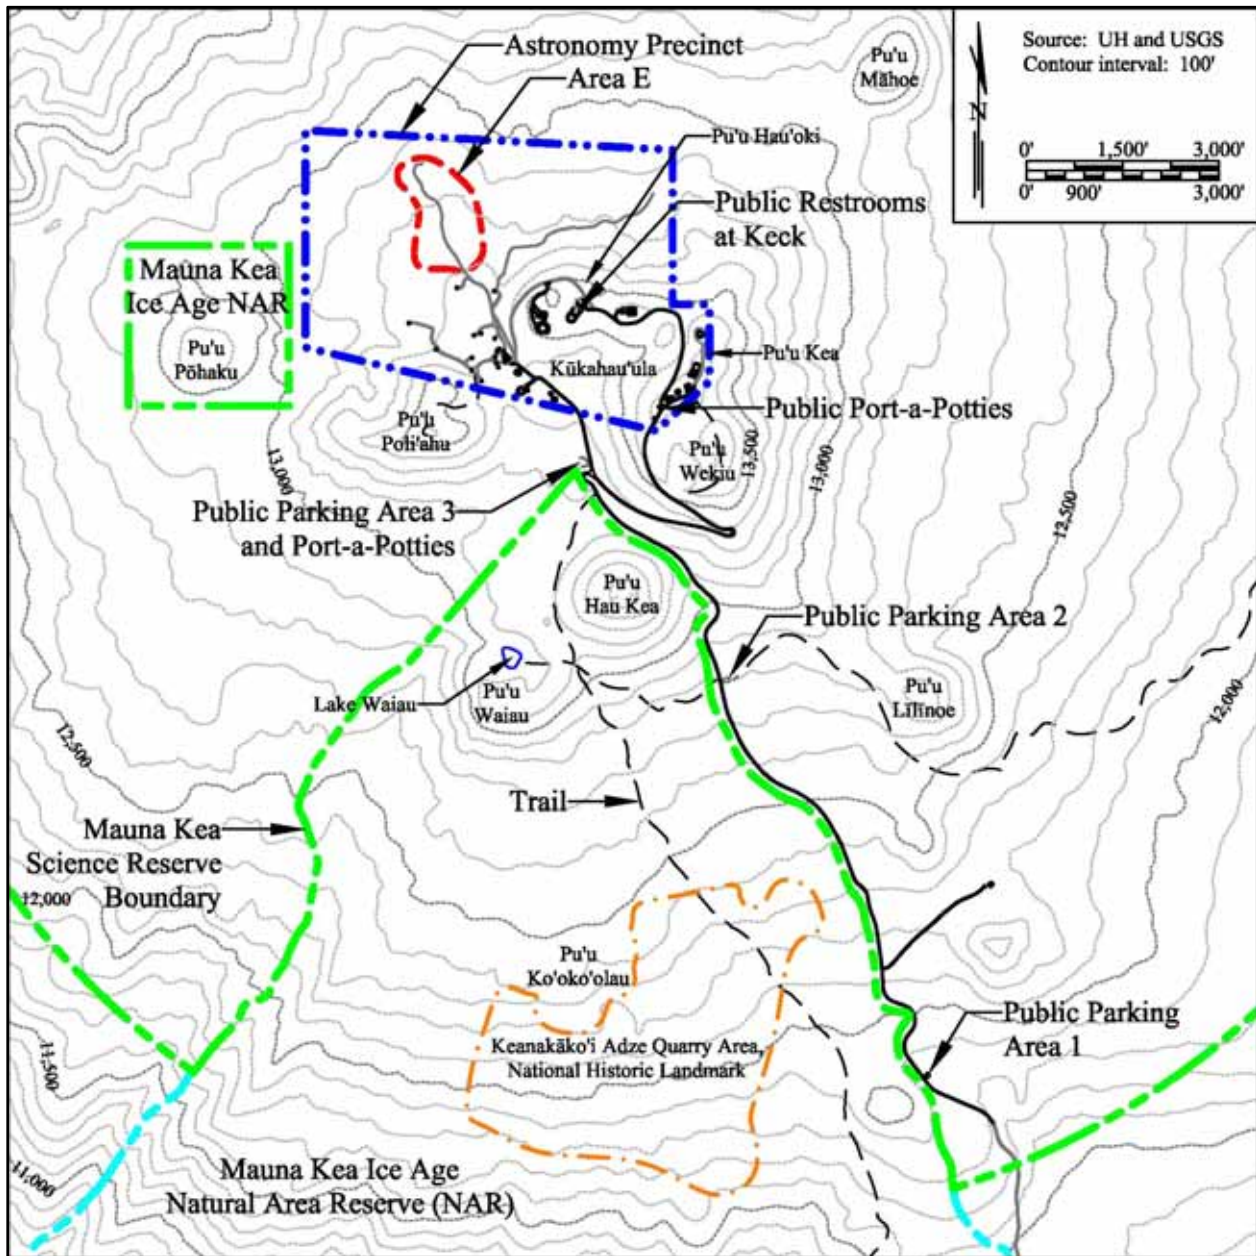 Astronomy Precinct
Area E
Pu'u
Māhoe
Source: UH and USGS
Contour interval: 100'
N
0' 1,500' 3,000'
0' 900' 3,000'
Pu'u Hau'oki
Public Restrooms
at Keck
Mauna Kea
Ice Age NAR
Pu'u
Pōhaku
Kūkahau'ula
Pu'u Kea
Public Port-a-Potties
Pu'u
Poli'ahu
Pu'u
Wekiu
13,500
13,000
13,000
12,500
Public Parking Area 3
and Port-a-Potties
Pu'u
Hau Kea
Public Parking Area 2
Lake Waiau
Pu'u
Waiau
Pu'u
Lilinoe
12,000
12,500
Trail
Mauna Kea
Science Reserve
Boundary
12,000
Pu'u
Ko'oko'olau
Keanakāko'i Adze Quarry Area,
National Historic Landmark
Public Parking
Area 1
11,500
11,000
Mauna Kea Ice Age
Natural Area Reserve (NAR)